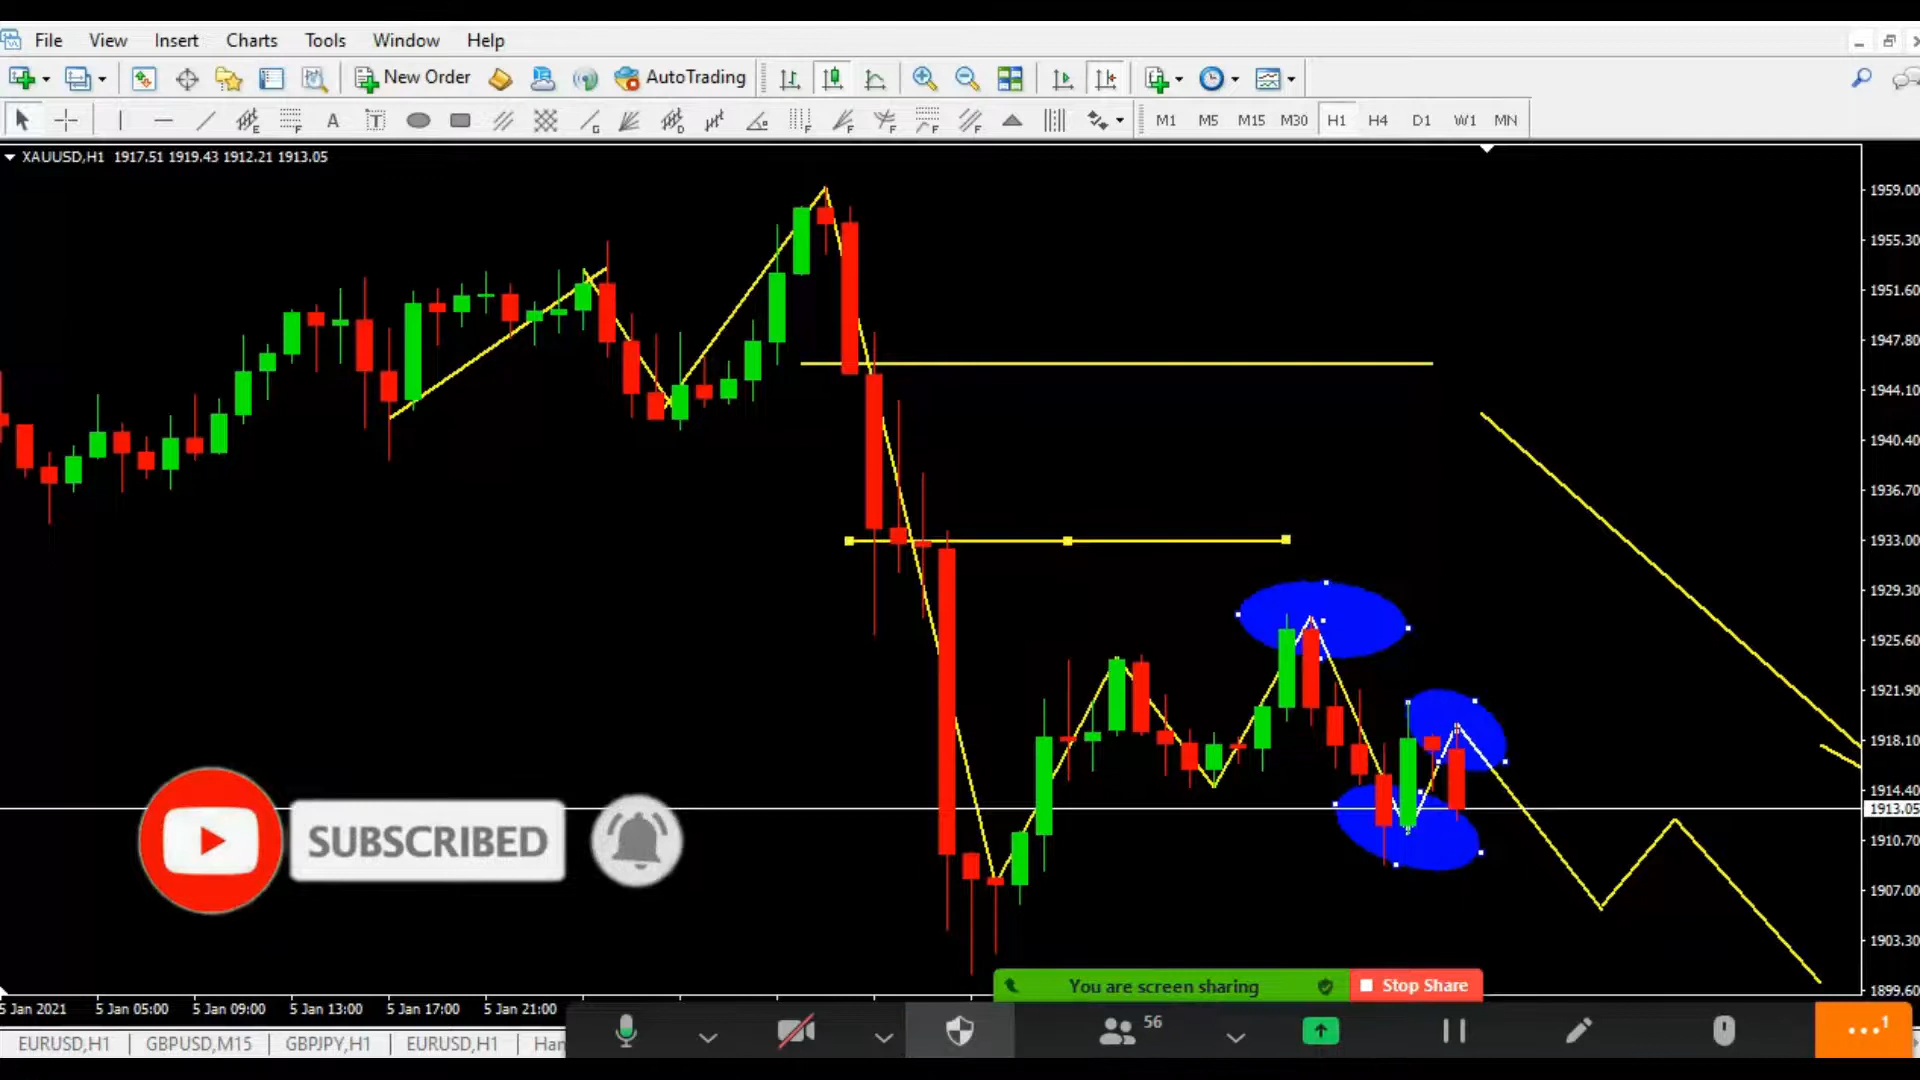 File View Insert Charts Tools Window Help
New Order AutoTrading
E F A T G D F F F F M1 M5 M15 M30 H1 H4 D1 W1 MN
XAUUSD,H1 1917.51 1919.43 1912.21 1913.05
1959.00
1955.30
1951.60
1947.80
1944.10
1940.40
1936.70
1933.00
1929.30
1925.60
1921.90
1918.10
1914.40
1913.05
1910.70
1907.00
1903.30
1899.60
SUBSCRIBED
You are screen sharing Stop Share
5 Jan 2021 5 Jan 05:00 5 Jan 09:00 5 Jan 13:00 5 Jan 17:00 5 Jan 21:00
56
1
EURUSD,H1 GBPUSD,M15 GBPJPY,H1 EURUSD,H1 Han